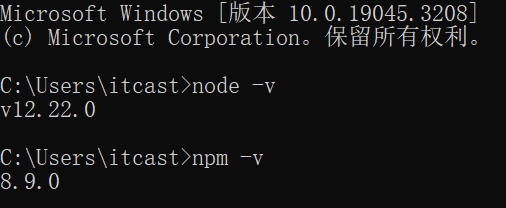 Microsoft Windows [版本 10.0.19045.3208]
(c) Microsoft Corporation。保留所有权利。
C:\Users\itcast>node -v
v12.22.0
C:\Users\itcast>npm -v
8.9.0